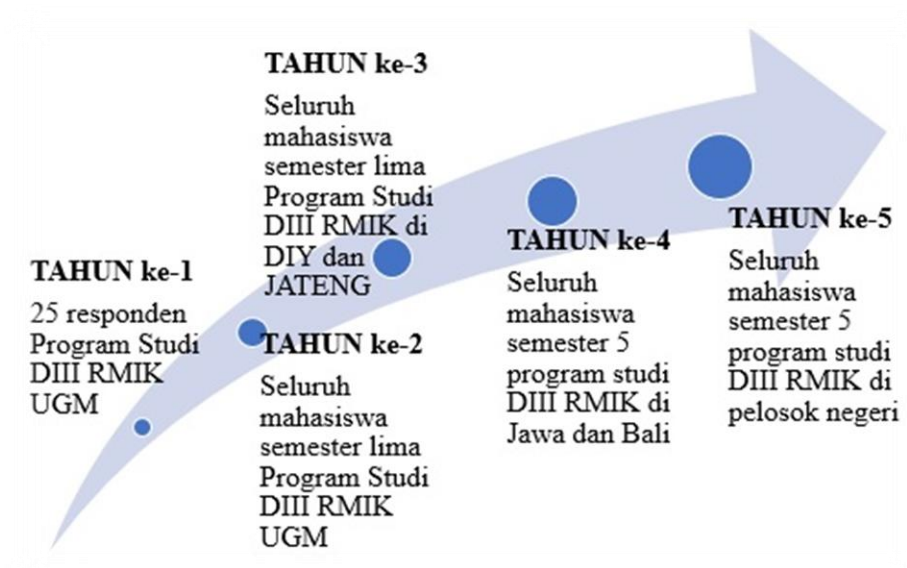 TAHUN ke-1
25 responden
Program Studi
DIII RMIK
UGM
TAHUN ke-2
Seluruh
mahasiswa
semester lima
Program Studi
DIII RMIK
UGM
TAHUN ke-3
Seluruh
mahasiswa
semester lima
Program Studi
DIII RMIK di
DIY dan
JATENG
TAHUN ke-4
Seluruh
mahasiswa
semester 5
program studi
DIII RMIK di
Jawa dan Bali
TAHUN ke-5
Seluruh
mahasiswa
semester 5
program studi
DIII RMIK di
pelosok negeri